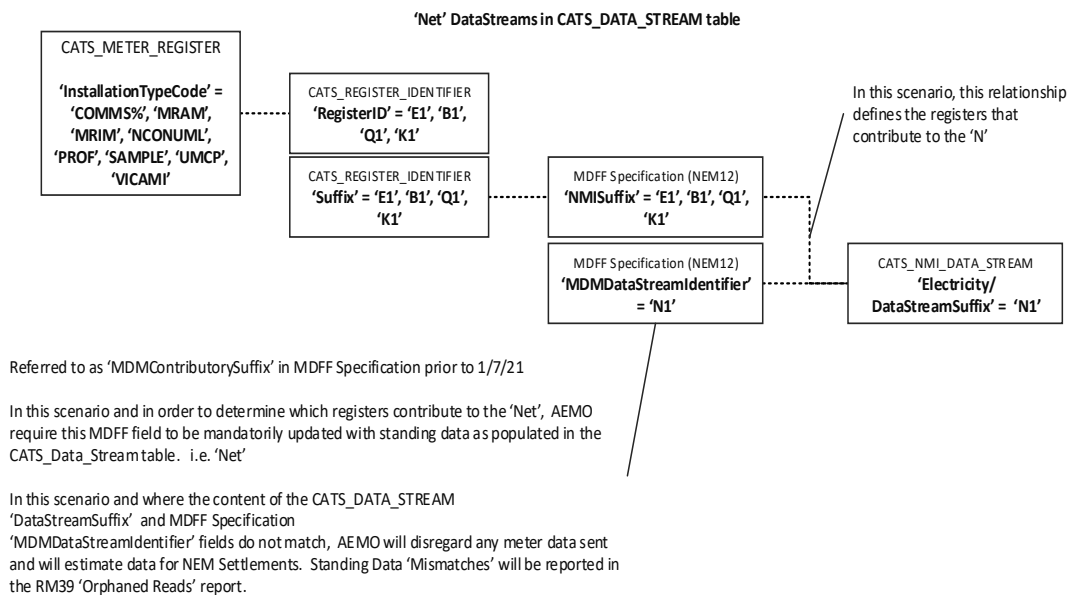 ‘Net’ DataStreams in CATS_DATA_STREAM table
CATS_METER_REGISTER
‘InstallationTypeCode’ =
‘COMMS%’, ‘MRAM’,
‘MRIM’, ‘NCONUML’,
‘PROF’, ‘SAMPLE’, ‘UMCP’,
‘VICAMI’
CATS_REGISTER_IDENTIFIER
‘RegisterID’ = ‘E1’, ‘B1’,
‘Q1’, ‘K1’
CATS_REGISTER_IDENTIFIER
‘Suffix’ = ‘E1’, ‘B1’, ‘Q1’,
‘K1’
MDFF Specification (NEM12)
‘NMISuffix’ = ‘E1’, ‘B1’, ‘Q1’,
‘K1’
MDFF Specification (NEM12)
‘MDMDataStreamIdentifier’
= ‘N1’
In this scenario, this relationship
defines the registers that
contribute to the ‘N’
CATS_NMI_DATA_STREAM
‘Electricity/
DataStreamSuffix’ = ‘N1’
Referred to as ‘MDMContributorySuffix’ in MDFF Specification prior to 1/7/21
In this scenario and in order to determine which registers contribute to the ‘Net’, AEMO
require this MDFF field to be mandatorily updated with standing data as populated in the
CATS_Data_Stream table. i.e. ‘Net’
In this scenario and where the content of the CATS_DATA_STREAM
‘DataStreamSuffix’ and MDFF Specification
‘MDMDataStreamIdentifier’ fields do not match, AEMO will disregard any meter data sent
and will estimate data for NEM Settlements. Standing Data ‘Mismatches’ will be reported in
the RM39 ‘Orphaned Reads’ report.